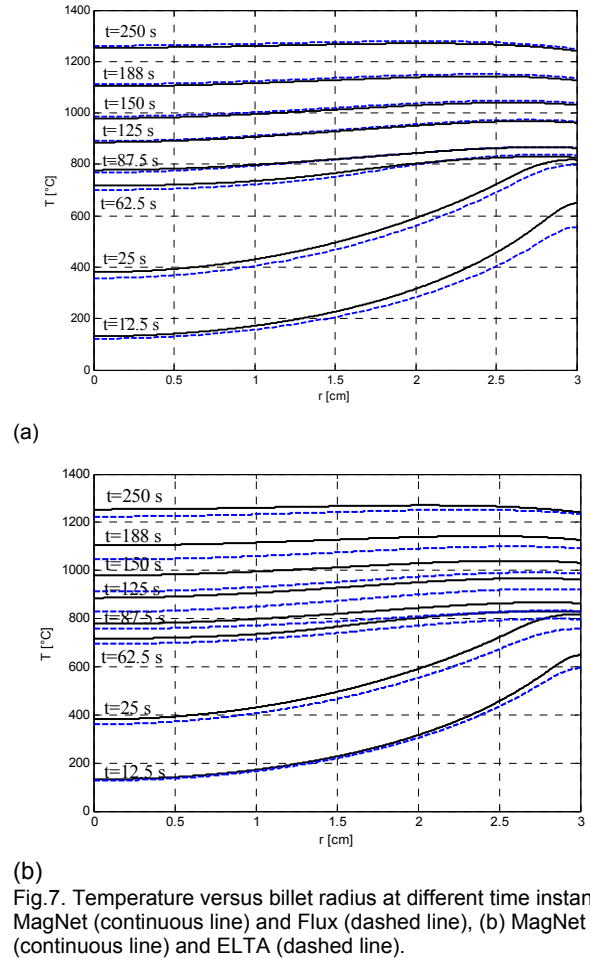 1400
1200
1000
800
600
400
200
0
T [°C]
t=250 s
t=188 s
t=150 s
t=125 s
t=87.5 s
t=62.5 s
t=25 s
t=12.5 s
0 0.5 1 1.5 2 2.5 3
r [cm]
(a)
1400
1200
1000
800
600
400
200
0
T [°C]
t=250 s
t=188 s
t=150 s
t=125 s
t=87.5 s
t=62.5 s
t=25 s
t=12.5 s
0 0.5 1 1.5 2 2.5 3
r [cm]
(b)
Fig.7. Temperature versus billet radius at different time instan
MagNet (continuous line) and Flux (dashed line), (b) MagNet
(continuous line) and ELTA (dashed line).